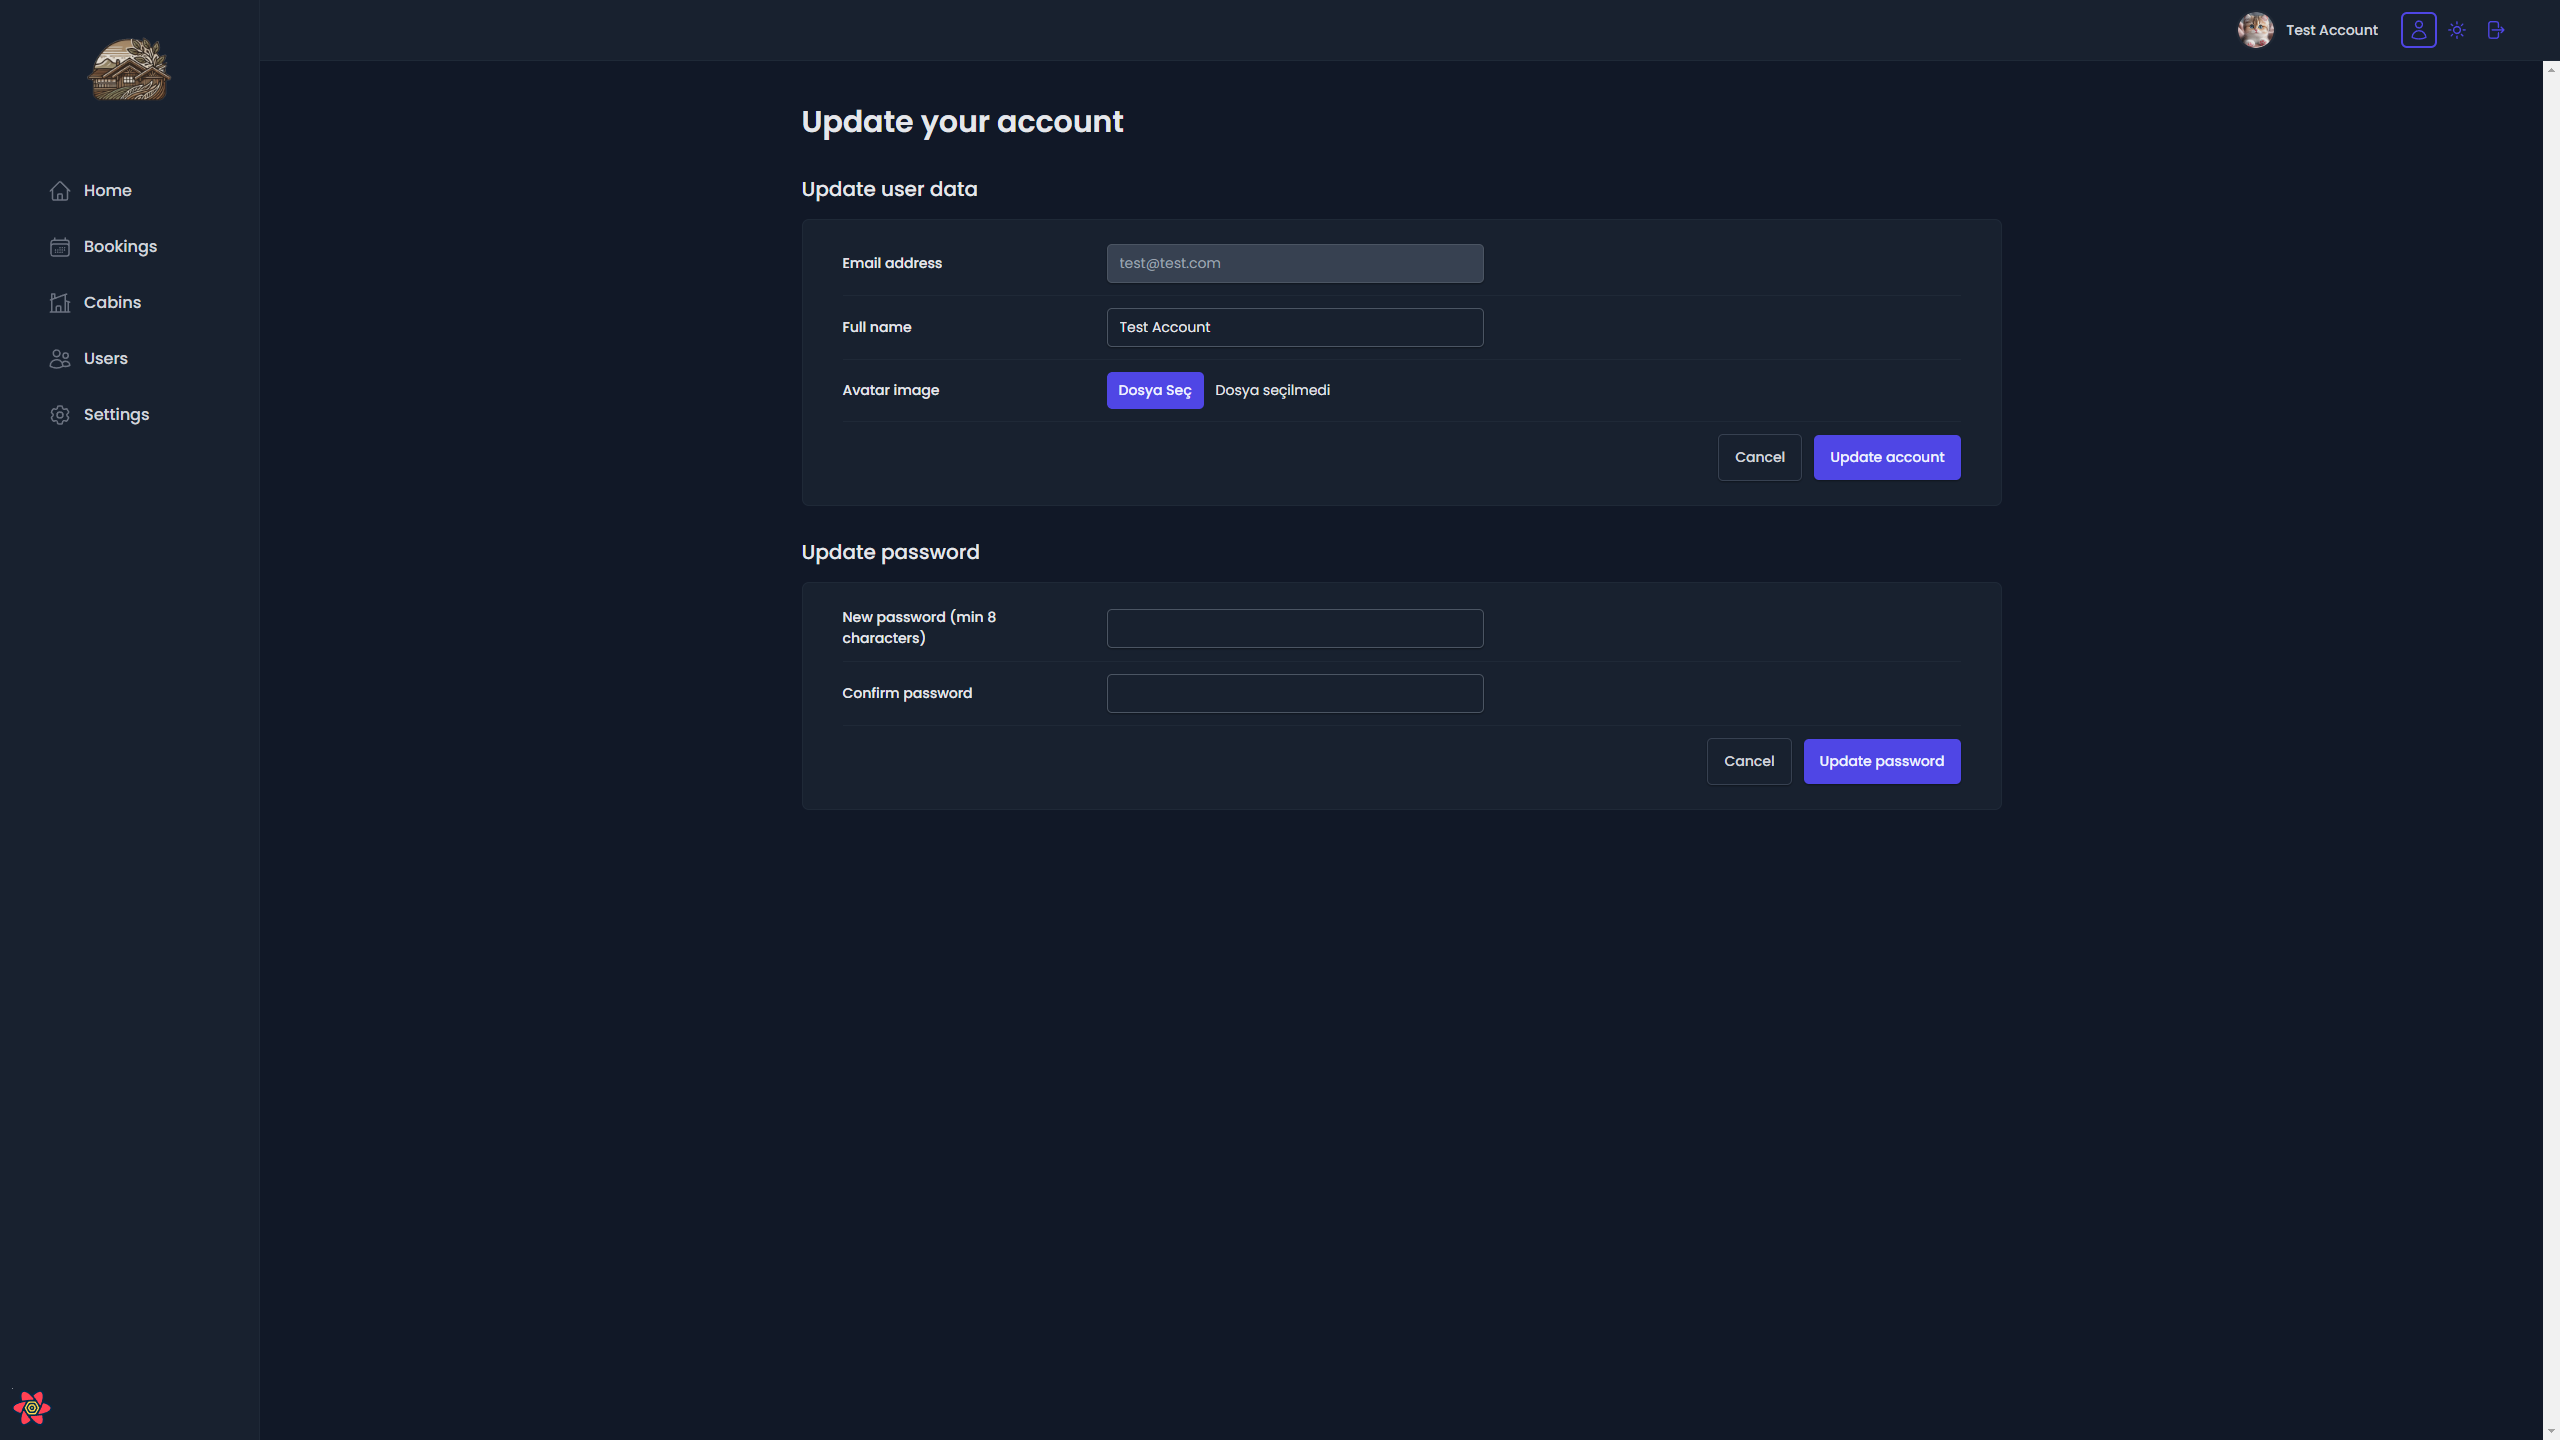 Test Account
Home
Bookings
Cabins
Users
Settings
Update your account
Update user data
Email address
test@test.com
Full name
Test Account
Avatar image
Dosya Seç Dosya seçilmedi
Cancel
Update account
Update password
New password (min 8
characters)
Confirm password
Cancel
Update password